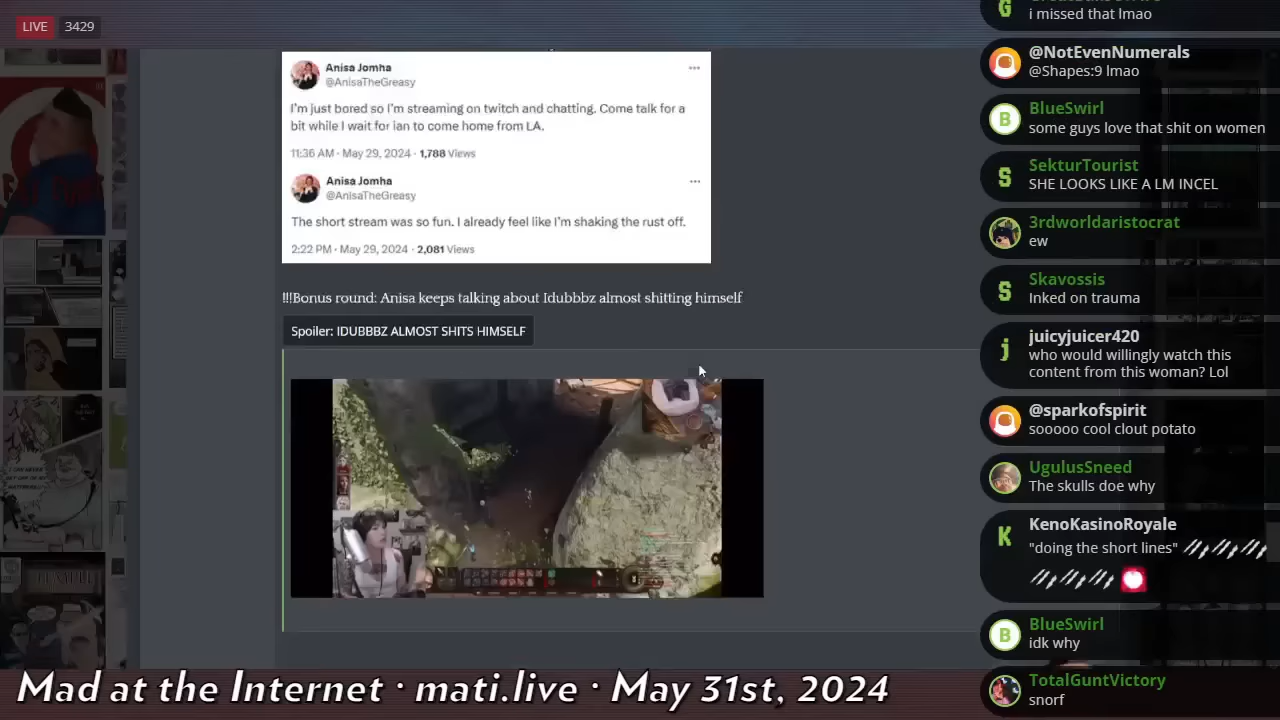 LIVE 3429
Anisa Jomha
@AnisaTheGreasy
I'm just bored so I'm streaming on twitch and chatting. Come talk for a
bit while I wait for ian to come home from LA.
11:36 AM · May 29, 2024 · 1,788 Views
Anisa Jomha
@AnisaTheGreasy
The short stream was so fun. I already feel like I'm shaking the rust off.
2:22 PM · May 29, 2024 · 2,081 Views
!!!Bonus round: Anisa keeps talking about Idubbbz almost shitting himself
Spoiler: IDUBBBZ ALMOST SHITS HIMSELF
G
i missed that lmao
@NotEvenNumerals
@Shapes:9 lmao
B
BlueSwirl
some guys love that shit on women
S
SekturTourist
SHE LOOKS LIKE A LM INCEL
3rdworldaristocrat
ew
S
Skavossis
Inked on trauma
j
juicyjuicer420
who would willingly watch this
content from this woman? Lol
@sparkofspirit
sooooo cool clout potato
UgulusSneed
The skulls doe why
K
KenoKasinoRoyale
"doing the short lines"
B
BlueSwirl
idk why
TotalGuntVictory
snorf
Mad at the Internet · mati.live · May 31st, 2024